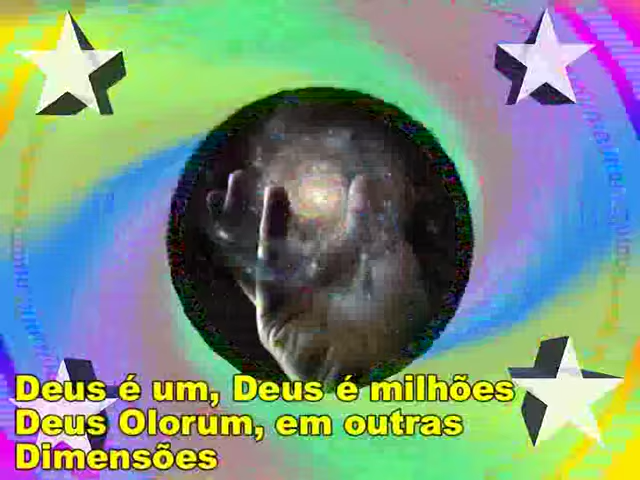 Deus é um, Deus é milhões
Deus Olorum, em outras
Dimensões